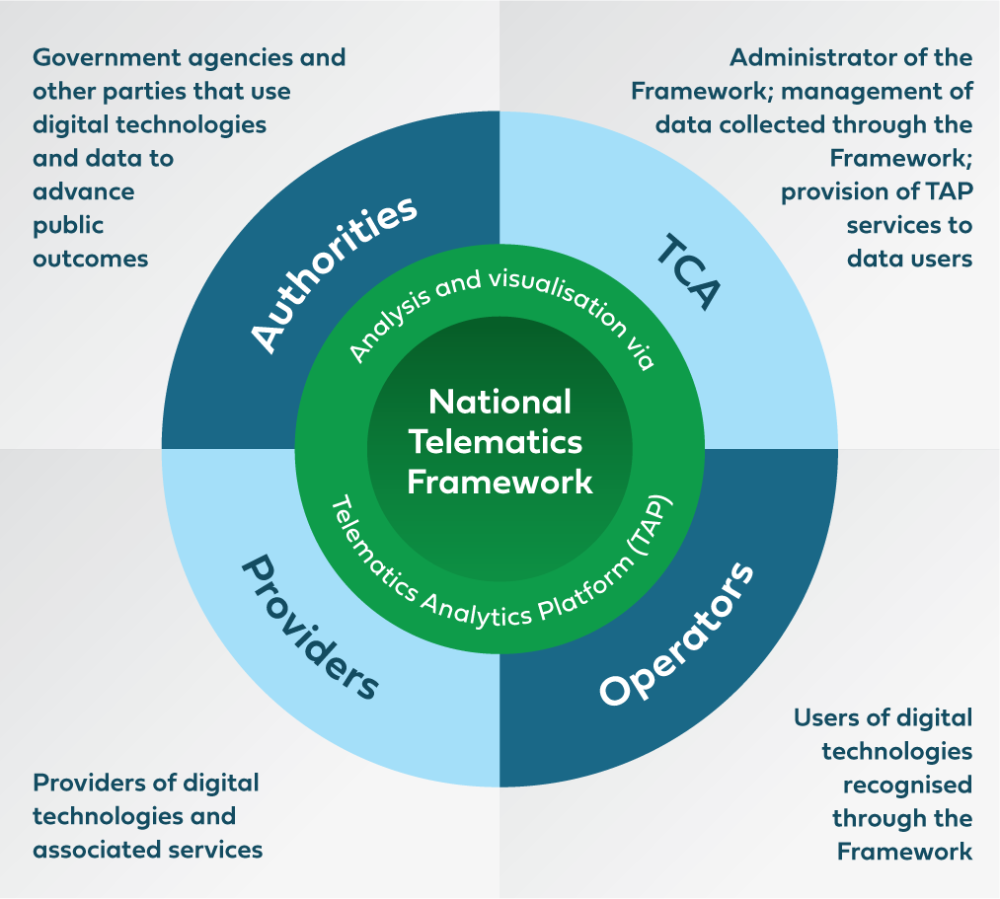 Government agencies and
other parties that use
digital technologies
and data to
advance
public
outcomes
Administrator of the
Framework; management of
data collected through the
Framework;
provision of TAP
services to
data users
Authorities
TCA
Analysis and visualisation via
National
Telematics
Framework
Telematics Analytics Platform (TAP)
Providers
Operators
Providers of digital
technologies and
associated services
Users of digital
technologies
recognised
through the
Framework